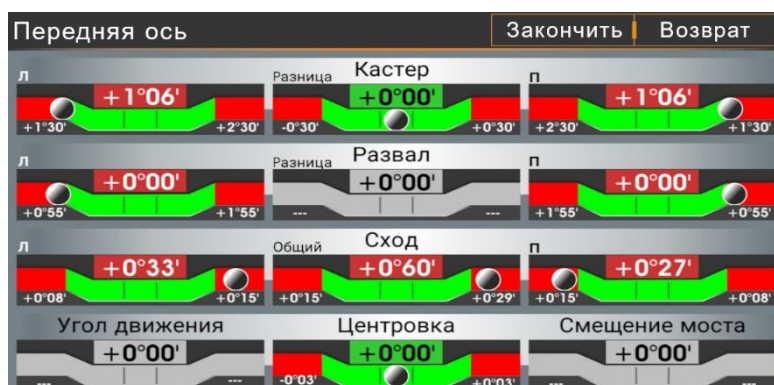 Передняя ось Закончить Возврат
Л Разница Кастер П
+1°06' +0°00' +1°06'
+1°30' +2°30' -0°30' +0°30' +2°30' +1°30'
Л Разница Развал П
+0°00' +0°00' +0°00'
+0°55' +1°55' --- --- +1°55' +0°55'
Л Общий Сход П
+0°33' +0°60' +0°27'
+0°08' +0°15' +0°15' +0°29' +0°15' +0°08'
Угол движения Центровка Смещение моста
+0°00' +0°00' +0°00'
--- --- -0°03' +0°03' --- ---